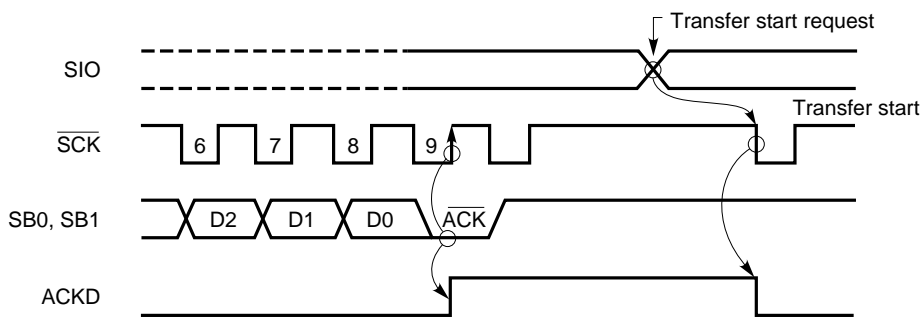 Transfer start request
SIO
Transfer start
SCK
6 7 8 9
SB0, SB1
D2 D1 D0 ACK
ACKD